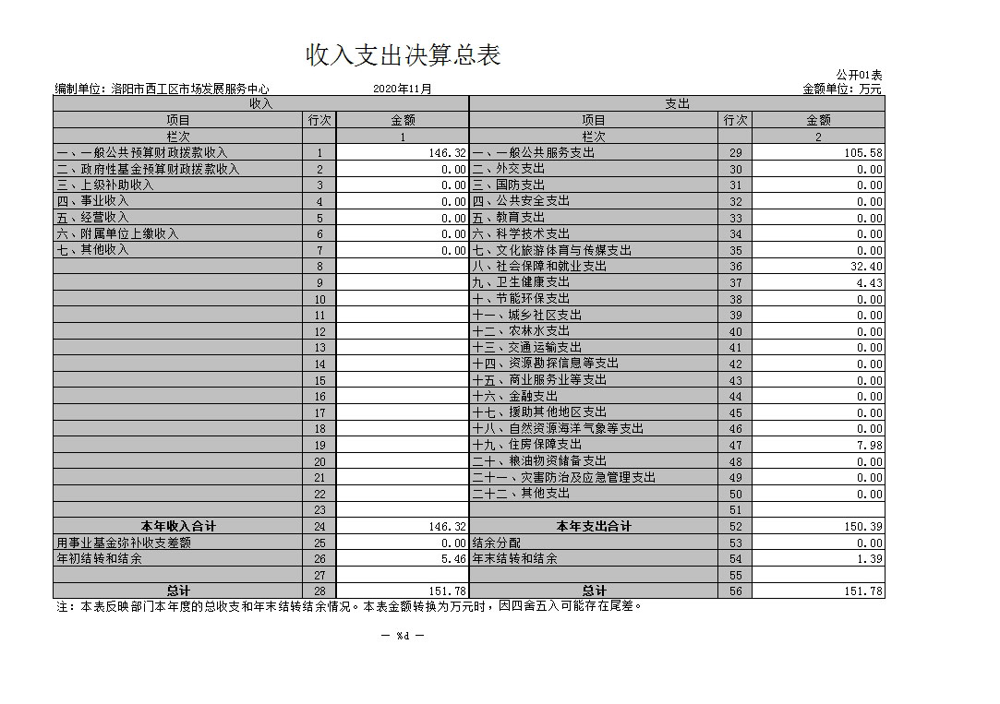 收入支出决算总表
公开01表
编制单位：洛阳市西工区市场发展服务中心 2020年11月 金额单位：万元
收入 支出
项目 行次 金额 项目 行次 金额
栏次 1 栏次 2
一、一般公共预算财政拨款收入 1 146.32 一、一般公共服务支出 29 105.58
二、政府性基金预算财政拨款收入 2 0.00 二、外交支出 30 0.00
三、上级补助收入 3 0.00 三、国防支出 31 0.00
四、事业收入 4 0.00 四、公共安全支出 32 0.00
五、经营收入 5 0.00 五、教育支出 33 0.00
六、附属单位上缴收入 6 0.00 六、科学技术支出 34 0.00
七、其他收入 7 0.00 七、文化旅游体育与传媒支出 35 0.00
8 八、社会保障和就业支出 36 32.40
9 九、卫生健康支出 37 4.43
10 十、节能环保支出 38 0.00
11 十一、城乡社区支出 39 0.00
12 十二、农林水支出 40 0.00
13 十三、交通运输支出 41 0.00
14 十四、资源勘探信息等支出 42 0.00
15 十五、商业服务业等支出 43 0.00
16 十六、金融支出 44 0.00
17 十七、援助其他地区支出 45 0.00
18 十八、自然资源海洋气象等支出 46 0.00
19 十九、住房保障支出 47 7.98
20 二十、粮油物资储备支出 48 0.00
21 二十一、灾害防治及应急管理支出 49 0.00
22 二十二、其他支出 50 0.00
23 51
本年收入合计 24 146.32 本年支出合计 52 150.39
用事业基金弥补收支差额 25 0.00 结余分配 53 0.00
年初结转和结余 26 5.46 年末结转和结余 54 1.39
27 55
总计 28 151.78 总计 56 151.78
注：本表反映部门本年度的总收支和年末结转结余情况。本表金额转换为万元时，因四舍五入可能存在尾差。
— %d —